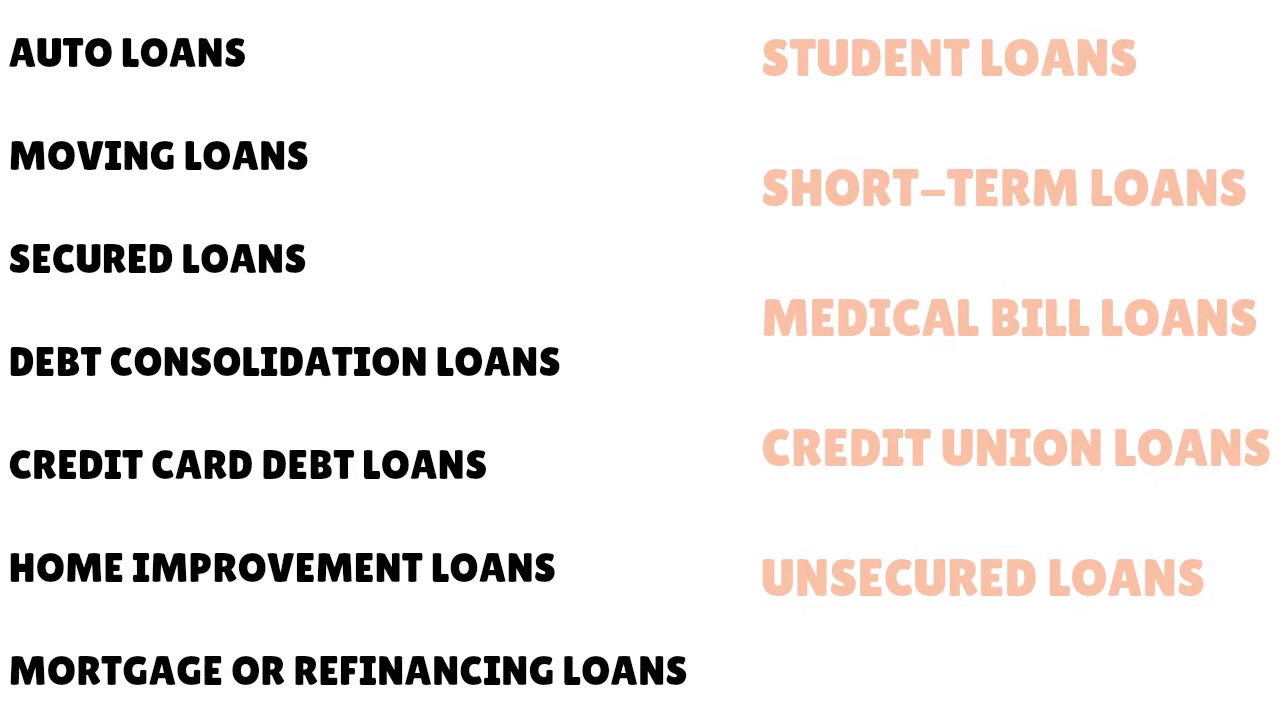 AUTO LOANS
MOVING LOANS
SECURED LOANS
DEBT CONSOLIDATION LOANS
CREDIT CARD DEBT LOANS
HOME IMPROVEMENT LOANS
MORTGAGE OR REFINANCING LOANS
STUDENT LOANS
SHORT-TERM LOANS
MEDICAL BILL LOANS
CREDIT UNION LOANS
UNSECURED LOANS